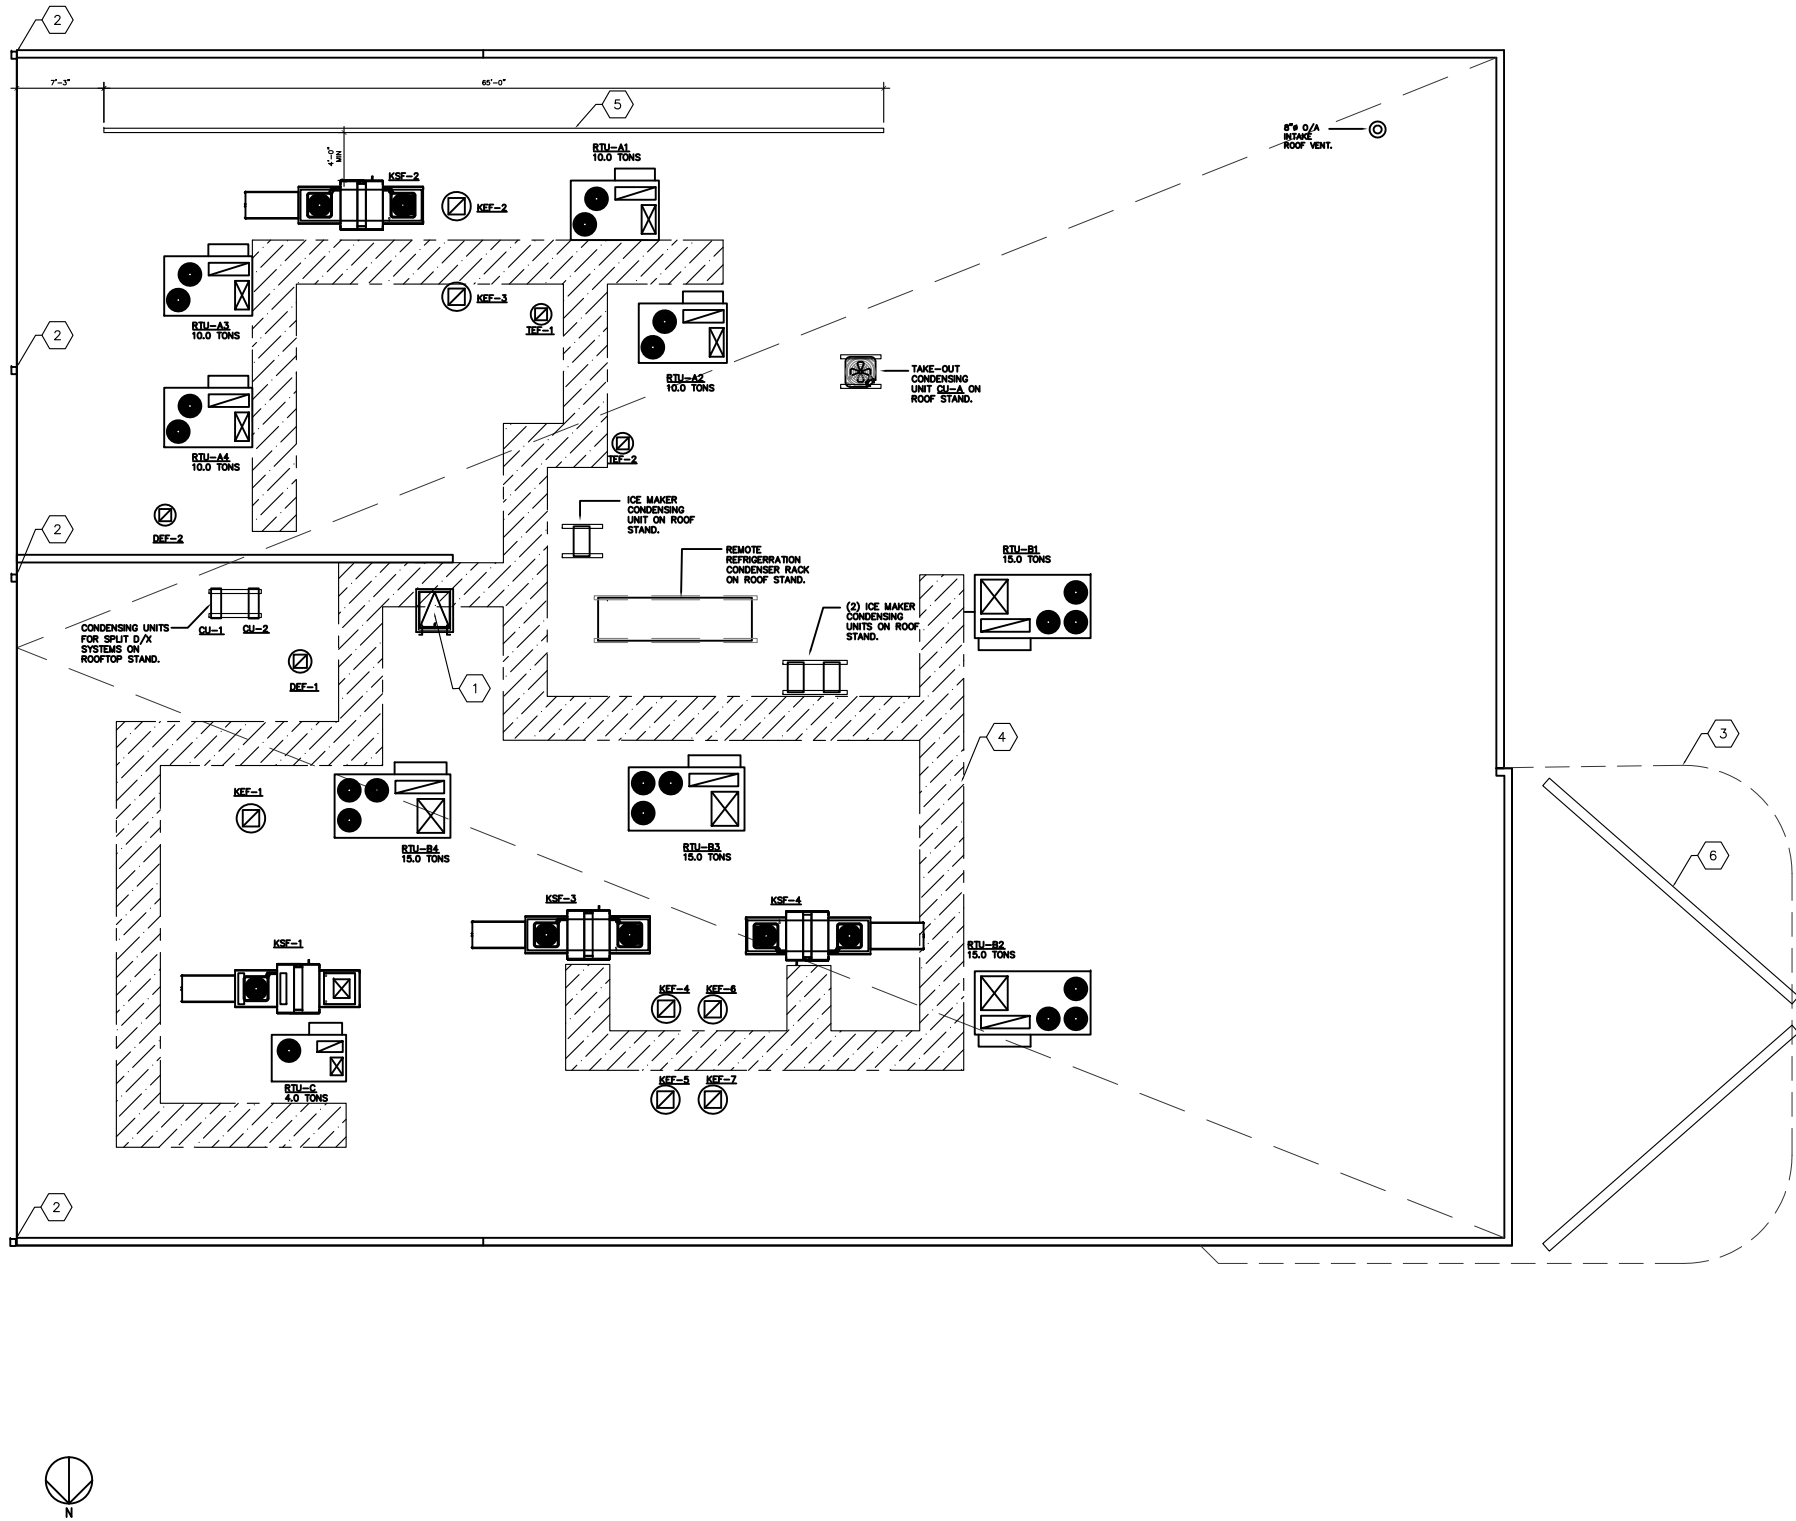 2
7'-3"
65'-0"
5
8"ø O/A
INTAKE
ROOF VENT.
4'-0"
MIN
RTU-A1
10.0 TONS
KSF-2
KEF-2
KEF-3
TEF-1
RTU-A3
10.0 TONS
2
RTU-A2
10.0 TONS
TAKE-OUT
CONDENSING
UNIT CU-A ON
ROOF STAND.
RTU-A4
10.0 TONS
TEF-2
ICE MAKER
CONDENSING
UNIT ON ROOF
STAND.
2
DEF-2
REMOTE
REFRIGERRATION
CONDENSER RACK
ON ROOF STAND.
RTU-B1
15.0 TONS
(2) ICE MAKER
CONDENSING
UNITS ON ROOF
STAND.
CONDENSING UNITS
FOR SPLIT D/X
SYSTEMS ON
ROOFTOP STAND.
CU-1
CU-2
DEF-1
1
4
3
KEF-1
RTU-B4
15.0 TONS
RTU-B3
15.0 TONS
6
KSF-3
KSF-4
KSF-1
RTU-B2
15.0 TONS
KEF-4
KEF-6
RTU-C
4.0 TONS
KEF-5
KEF-7
2
N